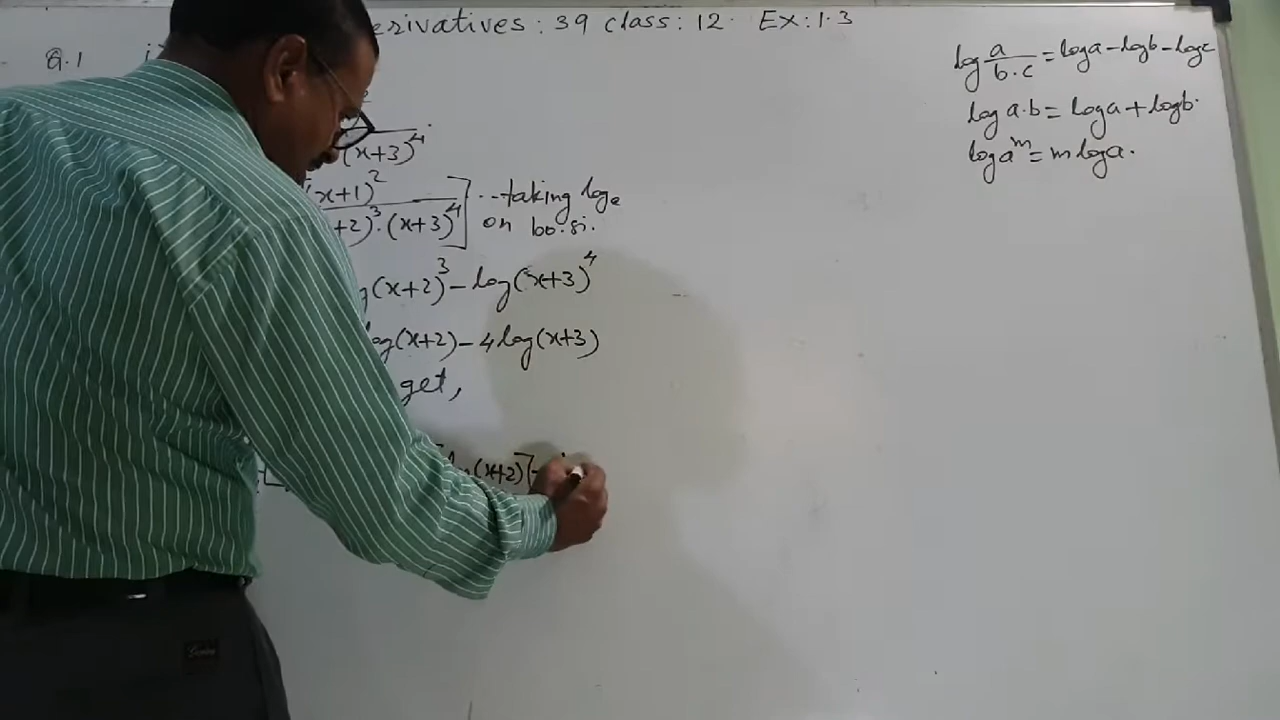 erivatives : 39 class : 12 · Ex : 1·3
Q.1 i
(x+3)^4 ·
(x+1)^2
+2)^3 · (x+3)^4 ] ...taking log_e
on bo.si.
g(x+2)^3 − log(x+3)^4
og(x+2) − 4 log(x+3)
get,
(x+2)
log a/b·c = log a − log b − log c
log a·b = log a + log b·
log a^m = m log a·